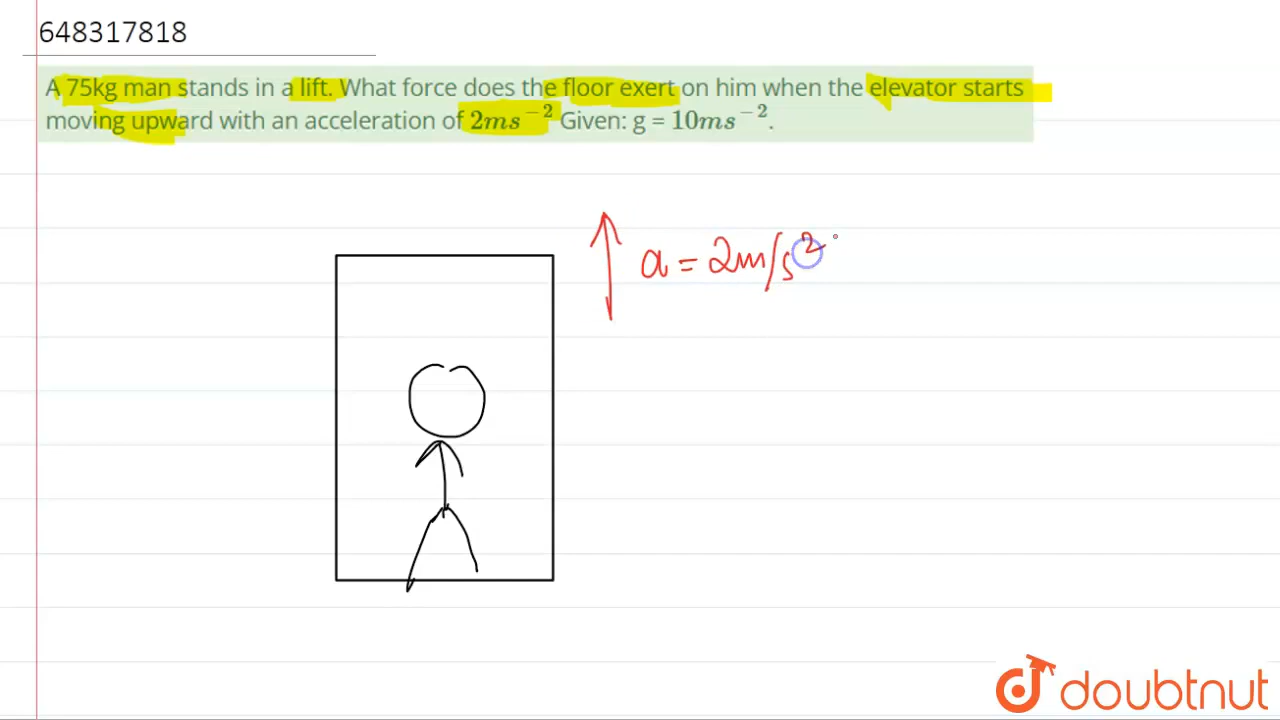 648317818
A 75kg man stands in a lift. What force does the floor exert on him when the elevator starts
moving upward with an acceleration of 2ms⁻² Given: g = 10ms⁻².
a = 2m/s²
doubtnut